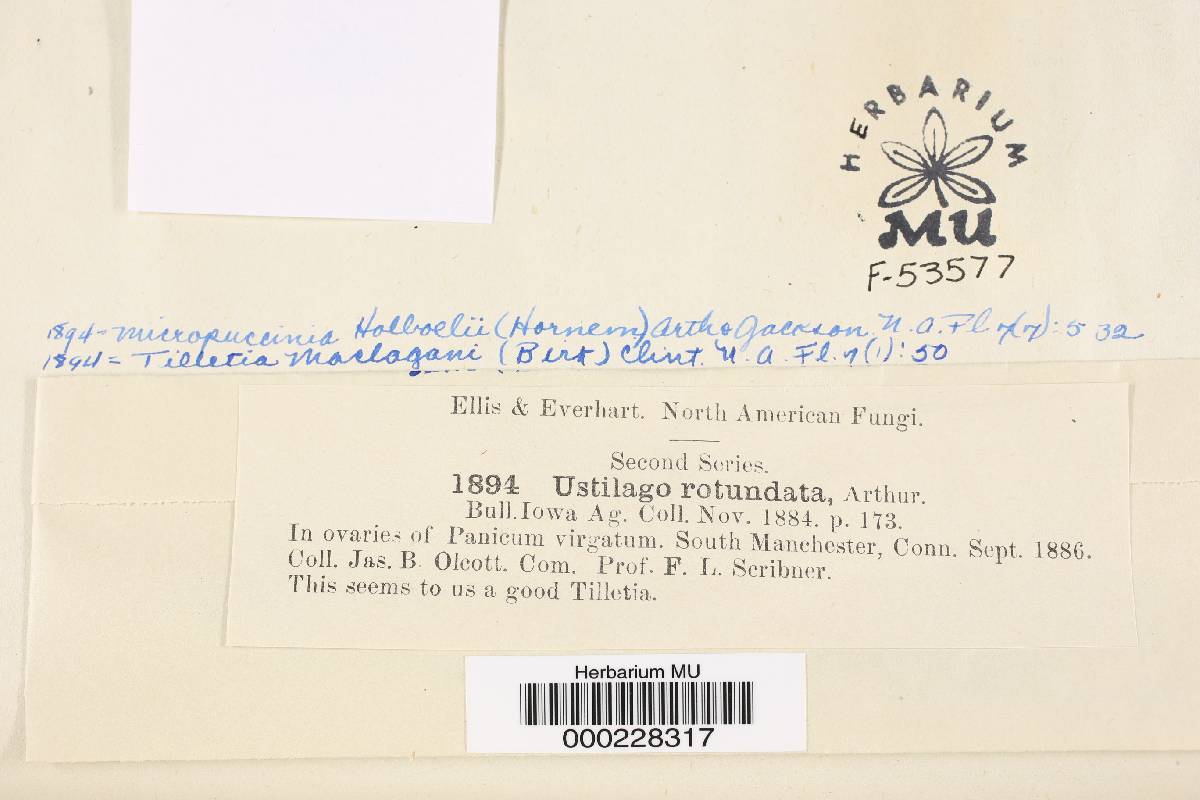 HERBARIUM
MU
F-53577
1894 = Micropuccinia Holboelii (Hornem) Arth & Jackson. N. A. Fl. 7(7): 532
1894 = Tilletia Maclagani (Berk) Clint. N. A. Fl. 7(1): 50
Ellis & Everhart. North American Fungi.
Second Series.
1894 Ustilago rotundata, Arthur.
Bull. Iowa Ag. Coll. Nov. 1884. p. 173.
In ovaries of Panicum virgatum. South Manchester, Conn. Sept. 1886.
Coll. Jas. B. Olcott. Com. Prof. F. L. Scribner.
This seems to us a good Tilletia.
Herbarium MU
000228317